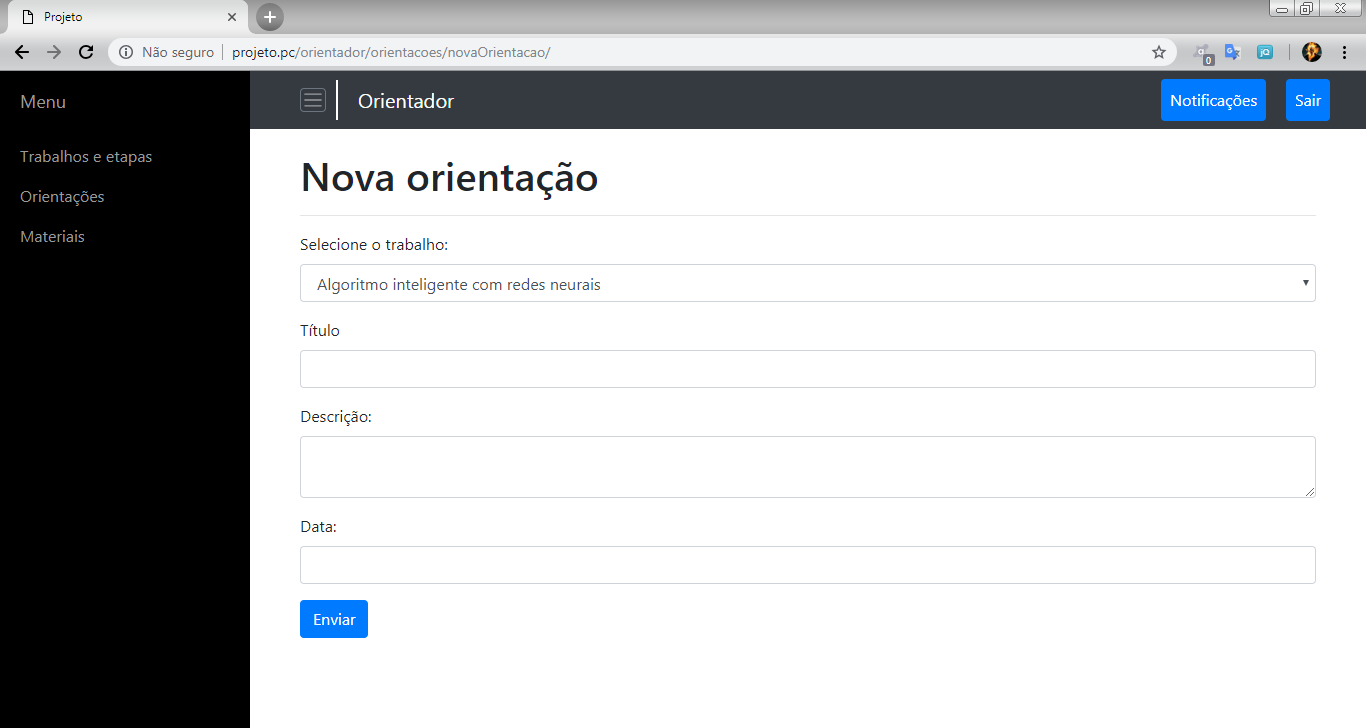 Projeto
Não seguro
projeto.pc/orientador/orientacoes/novaOrientacao/
0
jQ
Menu
Orientador
Notificações
Sair
Trabalhos e etapas
Orientações
Materiais
Nova orientação
Selecione o trabalho:
Algoritmo inteligente com redes neurais
Título
Descrição:
Data:
Enviar